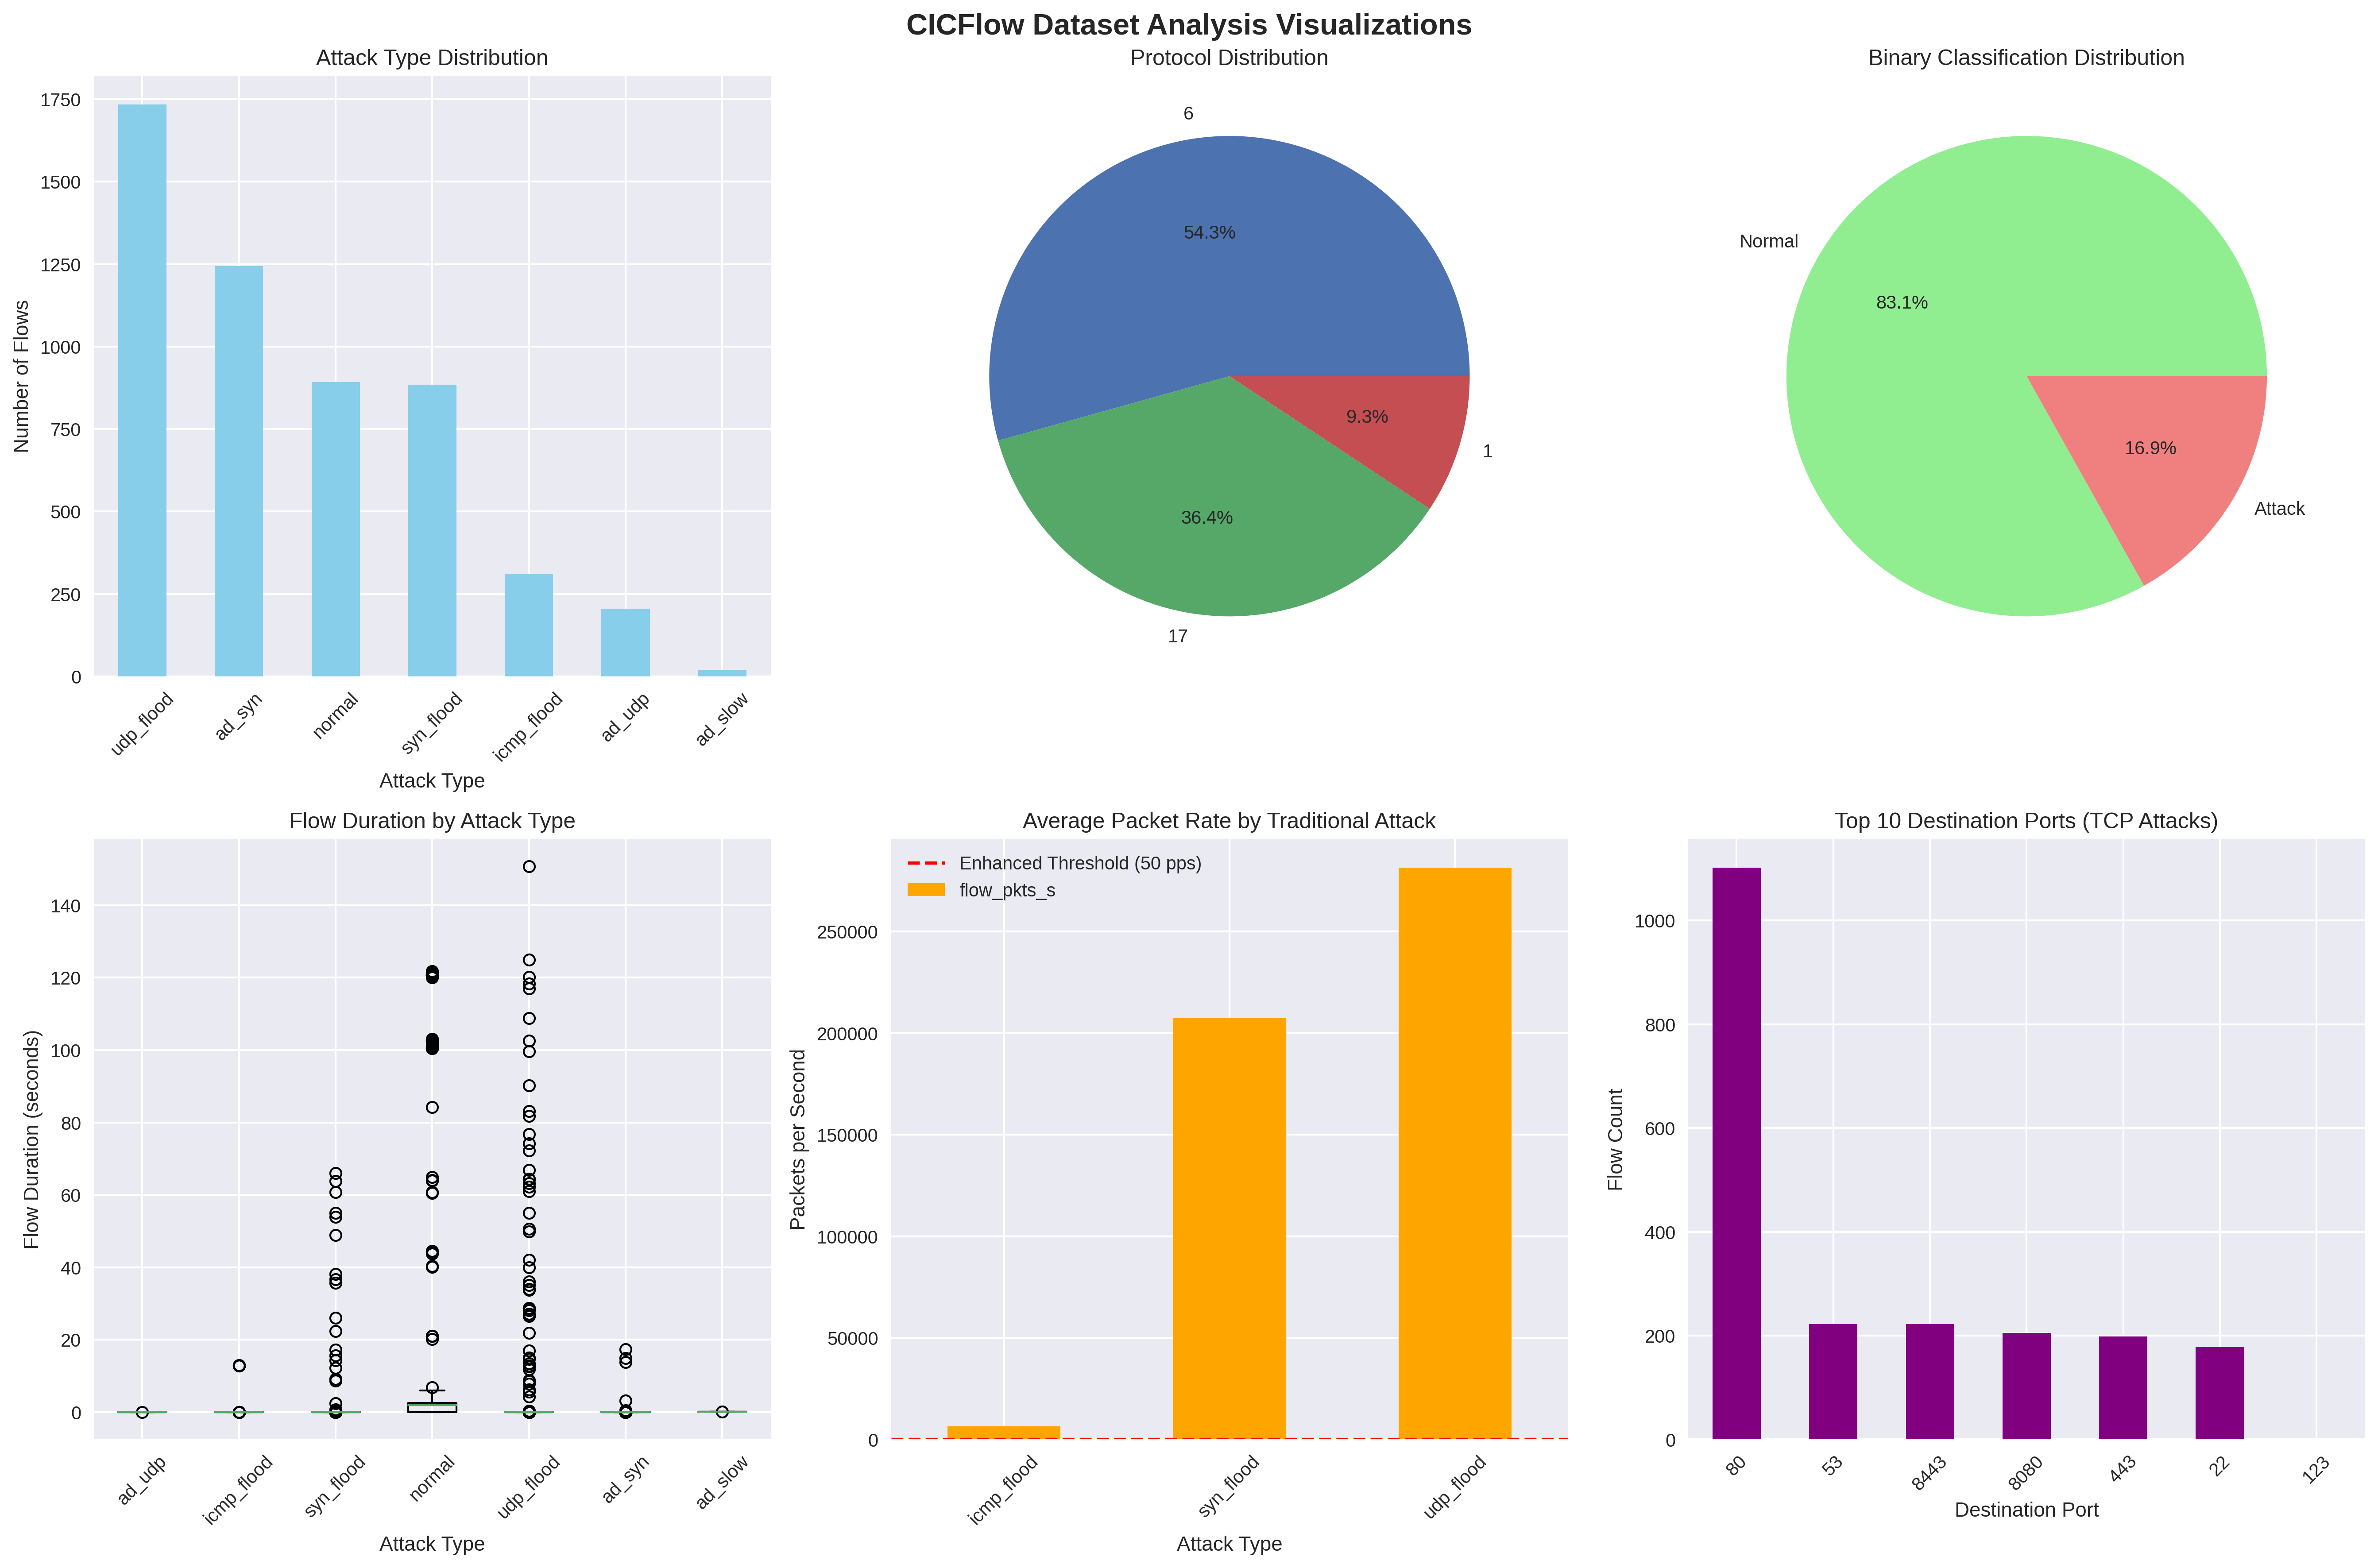 CICFlow Dataset Analysis Visualizations
Attack Type Distribution
Number of Flows
1750
1500
1250
1000
750
500
250
0
udp_flood
ad_syn
normal
syn_flood
icmp_flood
ad_udp
ad_slow
Attack Type
Protocol Distribution
6
54.3%
9.3%
1
36.4%
17
Binary Classification Distribution
Normal
83.1%
16.9%
Attack
Flow Duration by Attack Type
Flow Duration (seconds)
140
120
100
80
60
40
20
0
ad_udp
icmp_flood
syn_flood
normal
udp_flood
ad_syn
ad_slow
Attack Type
Average Packet Rate by Traditional Attack
Enhanced Threshold (50 pps)
flow_pkts_s
Packets per Second
250000
200000
150000
100000
50000
0
icmp_flood
syn_flood
udp_flood
Attack Type
Top 10 Destination Ports (TCP Attacks)
Flow Count
1000
800
600
400
200
0
80
53
8443
8080
443
22
123
Destination Port